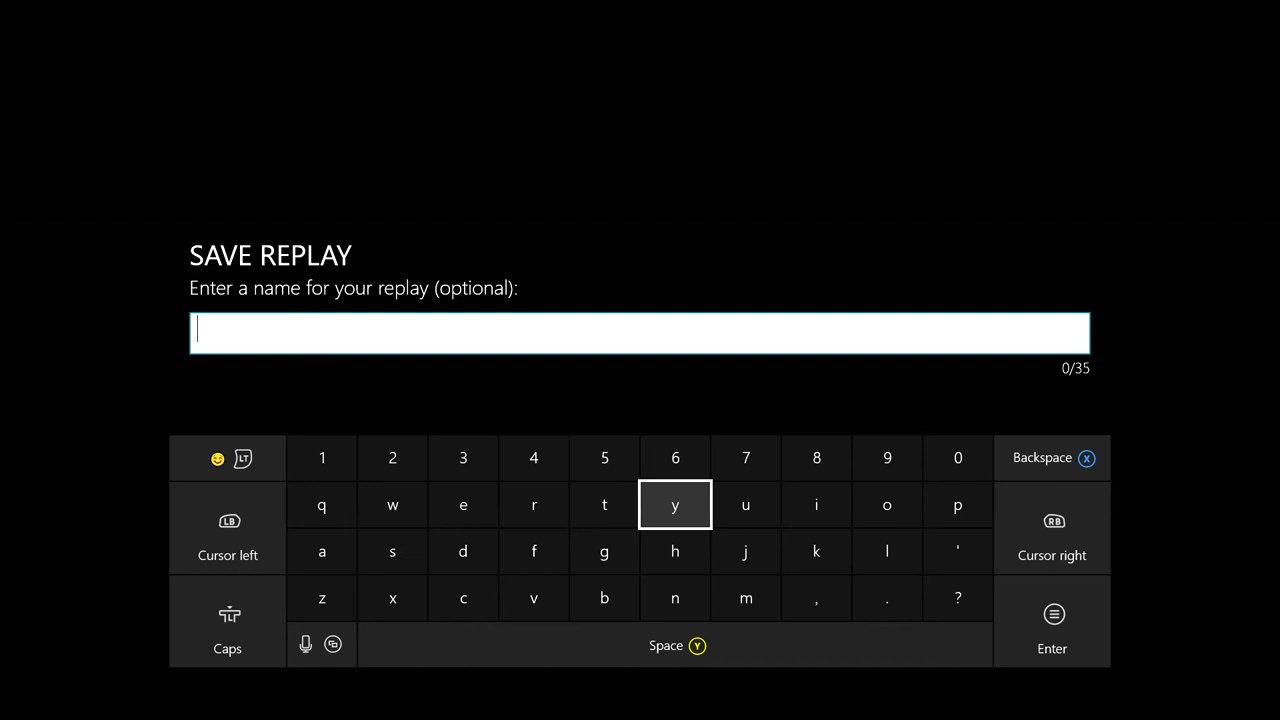 SAVE REPLAY
Enter a name for your replay (optional):
0/35
LT 1 2 3 4 5 6 7 8 9 0 Backspace X
LB Cursor left
q w e r t y u i o p
RB Cursor right
a s d f g h j k l '
Caps
z x c v b n m , . ?
Enter
Space Y